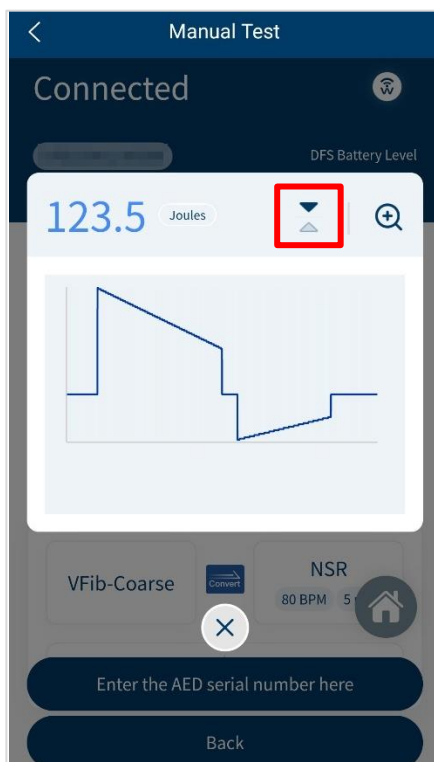 Manual Test
Connected
DFS Battery Level
123.5 Joules
VFib-Coarse
Convert
NSR
80 BPM 5
Enter the AED serial number here
Back